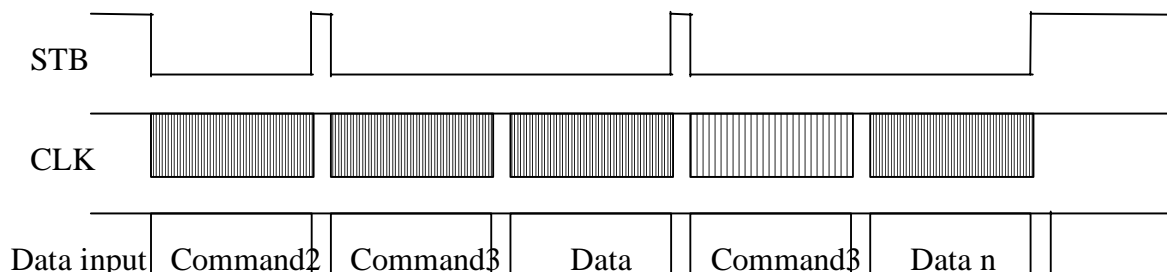 STB
CLK
Data input Command2 Command3 Data Command3 Data n